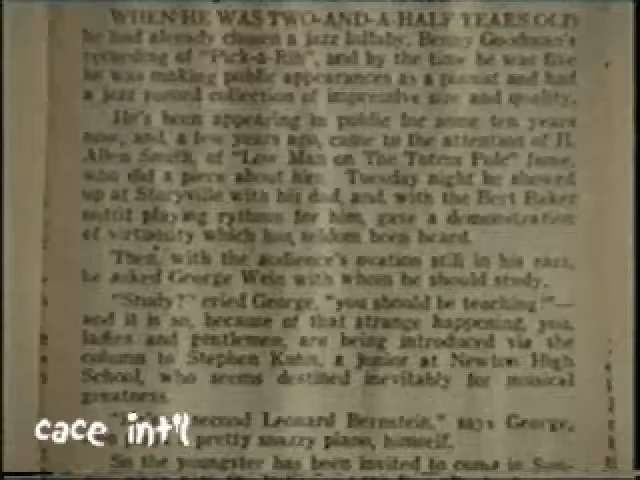 WHEN HE WAS TWO-AND-A-HALF YEARS OLD
he had already chosen a jazz lullaby, Benny Goodman's
recording of "Pick-a-Rib", and by the time he was five
he was making public appearances as a pianist and had
a jazz record collection of impressive size and quality.
He's been appearing in public for some ten years
now, and, a few years ago, came to the attention of H.
Allen Smith, of "Low Man on The Totem Pole" fame,
who did a piece about him. Tuesday night he showed
up at Storyville with his dad, and, with the Bert Baker
outfit playing rythms for him, gave a demonstration
of virtuosity which has seldom been heard.
Then, with the audience's ovation still in his ears,
he asked George Wein with whom he should study.
"Study?" cried George, "you should be teaching!"—
and it is so, because of that strange happening, you,
ladies and gentlemen, are being introduced via the
column to Stephen Kuhn, a junior at Newton High
School, who seems destined inevitably for musical
greatness.
second Leonard Bernstein," says George,
pretty snazzy piano, himself.
So the youngster has been invited to come in
cace int'l